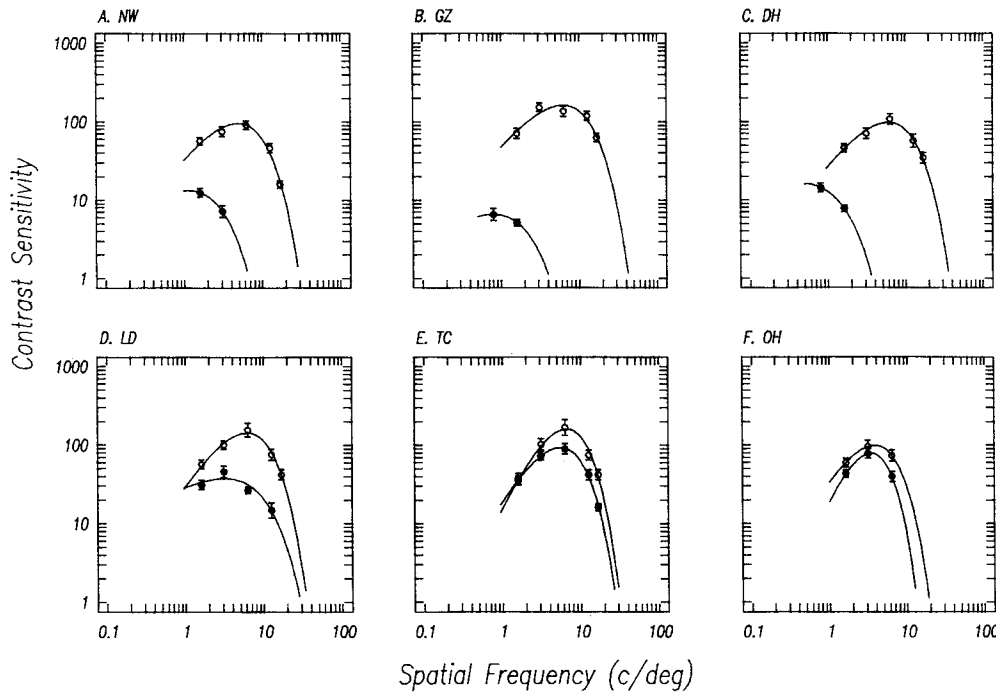 A. NW
B. GZ
C. DH
1000
100
10
1
Contrast Sensitivity
D. LD
E. TC
F. OH
1000
100
10
1
0.1 1 10 100
0.1 1 10 100
0.1 1 10 100
Spatial Frequency (c/deg)